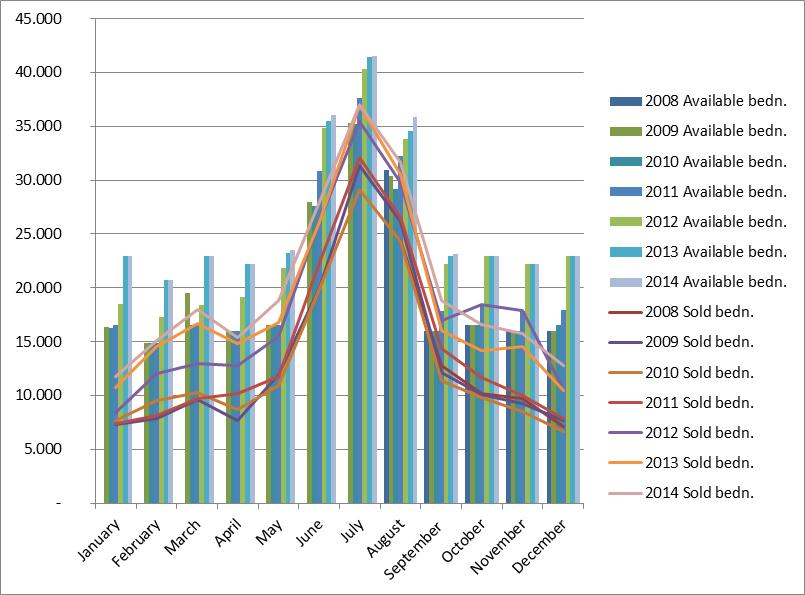 45.000
40.000
35.000
30.000
25.000
20.000
15.000
10.000
5.000
-
January
February
March
April
May
June
July
August
September
October
November
December
2008 Available bedn.
2009 Available bedn.
2010 Available bedn.
2011 Available bedn.
2012 Available bedn.
2013 Available bedn.
2014 Available bedn.
2008 Sold bedn.
2009 Sold bedn.
2010 Sold bedn.
2011 Sold bedn.
2012 Sold bedn.
2013 Sold bedn.
2014 Sold bedn.